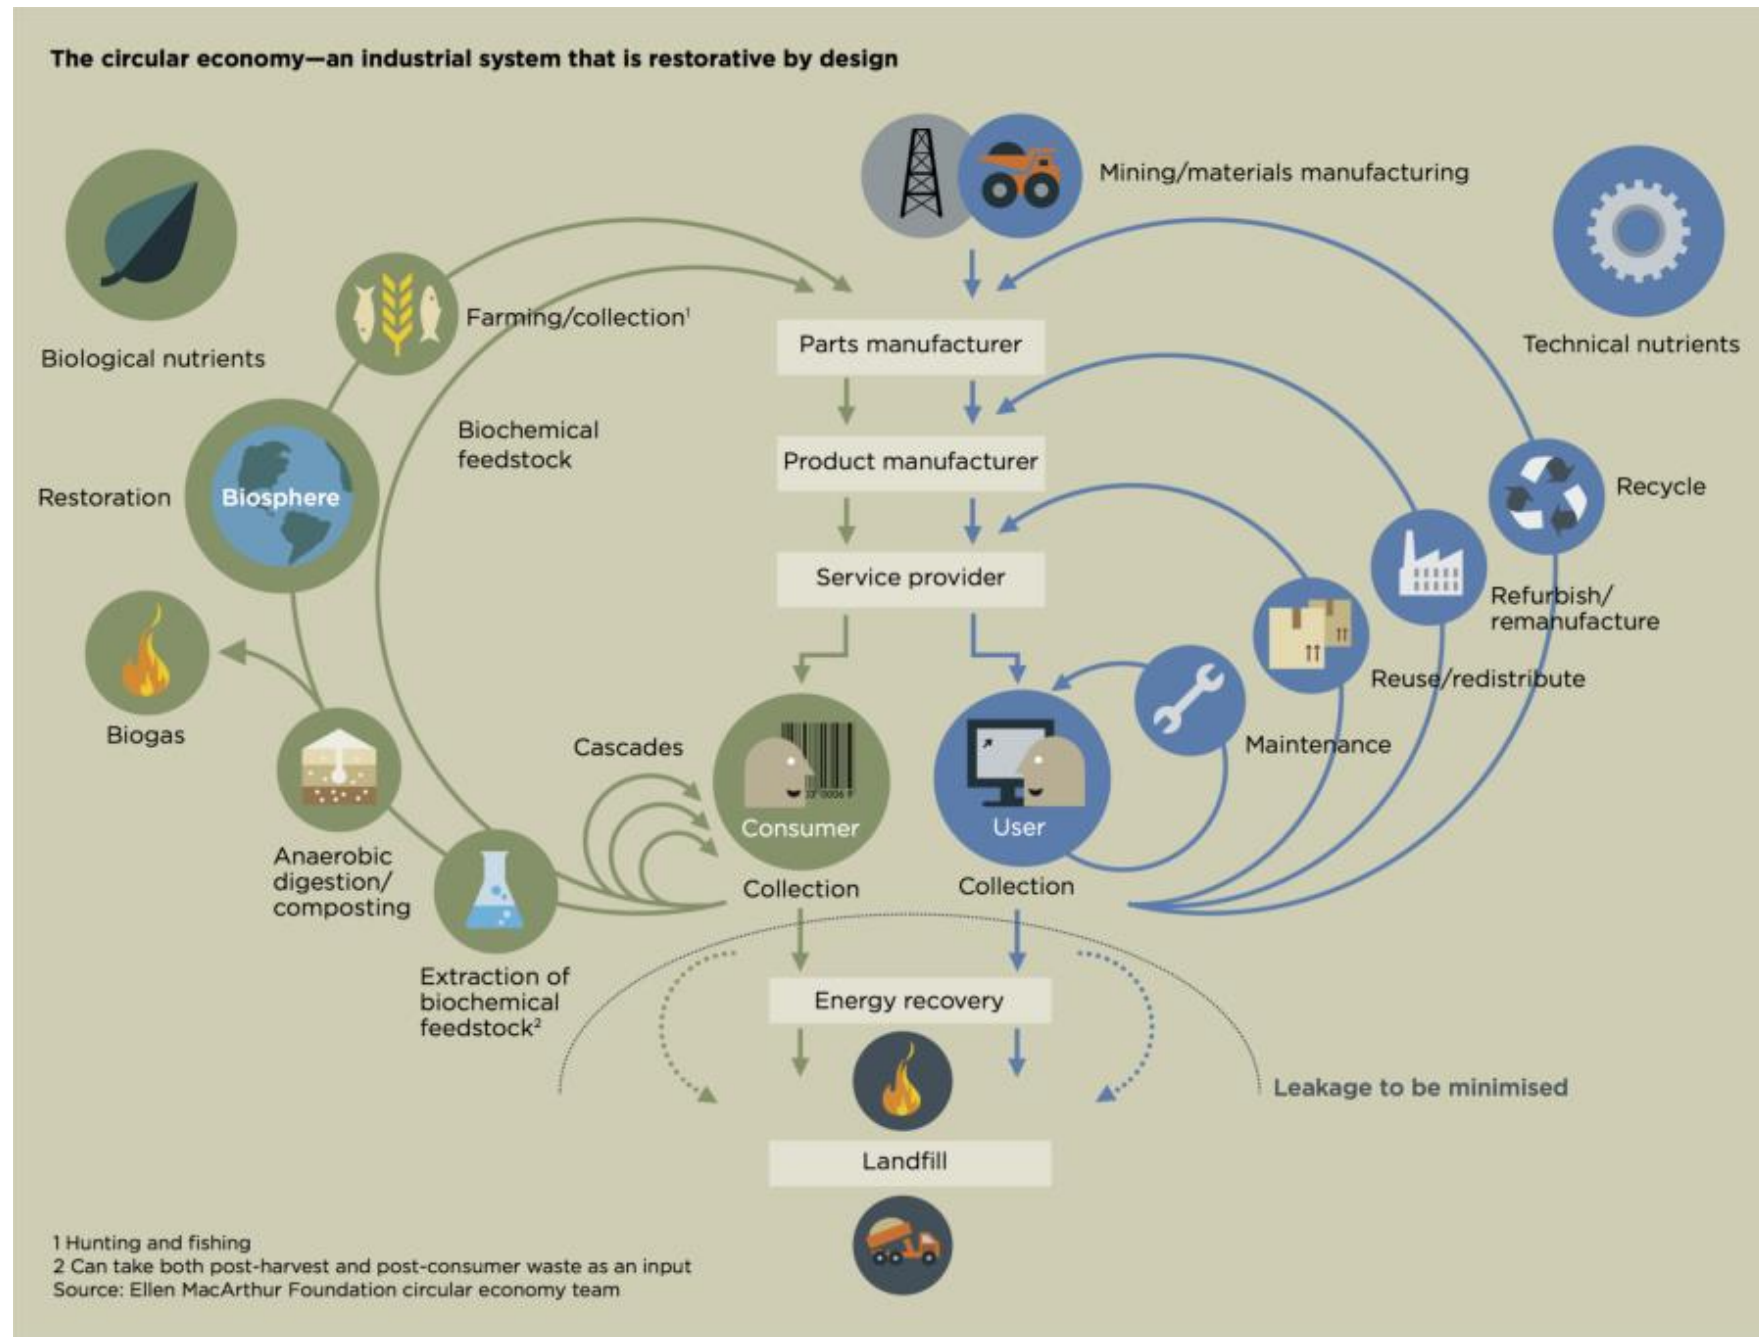 The circular economy—an industrial system that is restorative by design
Mining/materials manufacturing
Biological nutrients
Technical nutrients
Farming/collection¹
Parts manufacturer
Biochemical
feedstock
Product manufacturer
Restoration
Biosphere
Recycle
Service provider
Refurbish/
remanufacture
Reuse/redistribute
Biogas
Cascades
Maintenance
Consumer
User
Anaerobic
digestion/
composting
Collection
Collection
Extraction of
biochemical
feedstock²
Energy recovery
Leakage to be minimised
Landfill
1 Hunting and fishing
2 Can take both post-harvest and post-consumer waste as an input
Source: Ellen MacArthur Foundation circular economy team